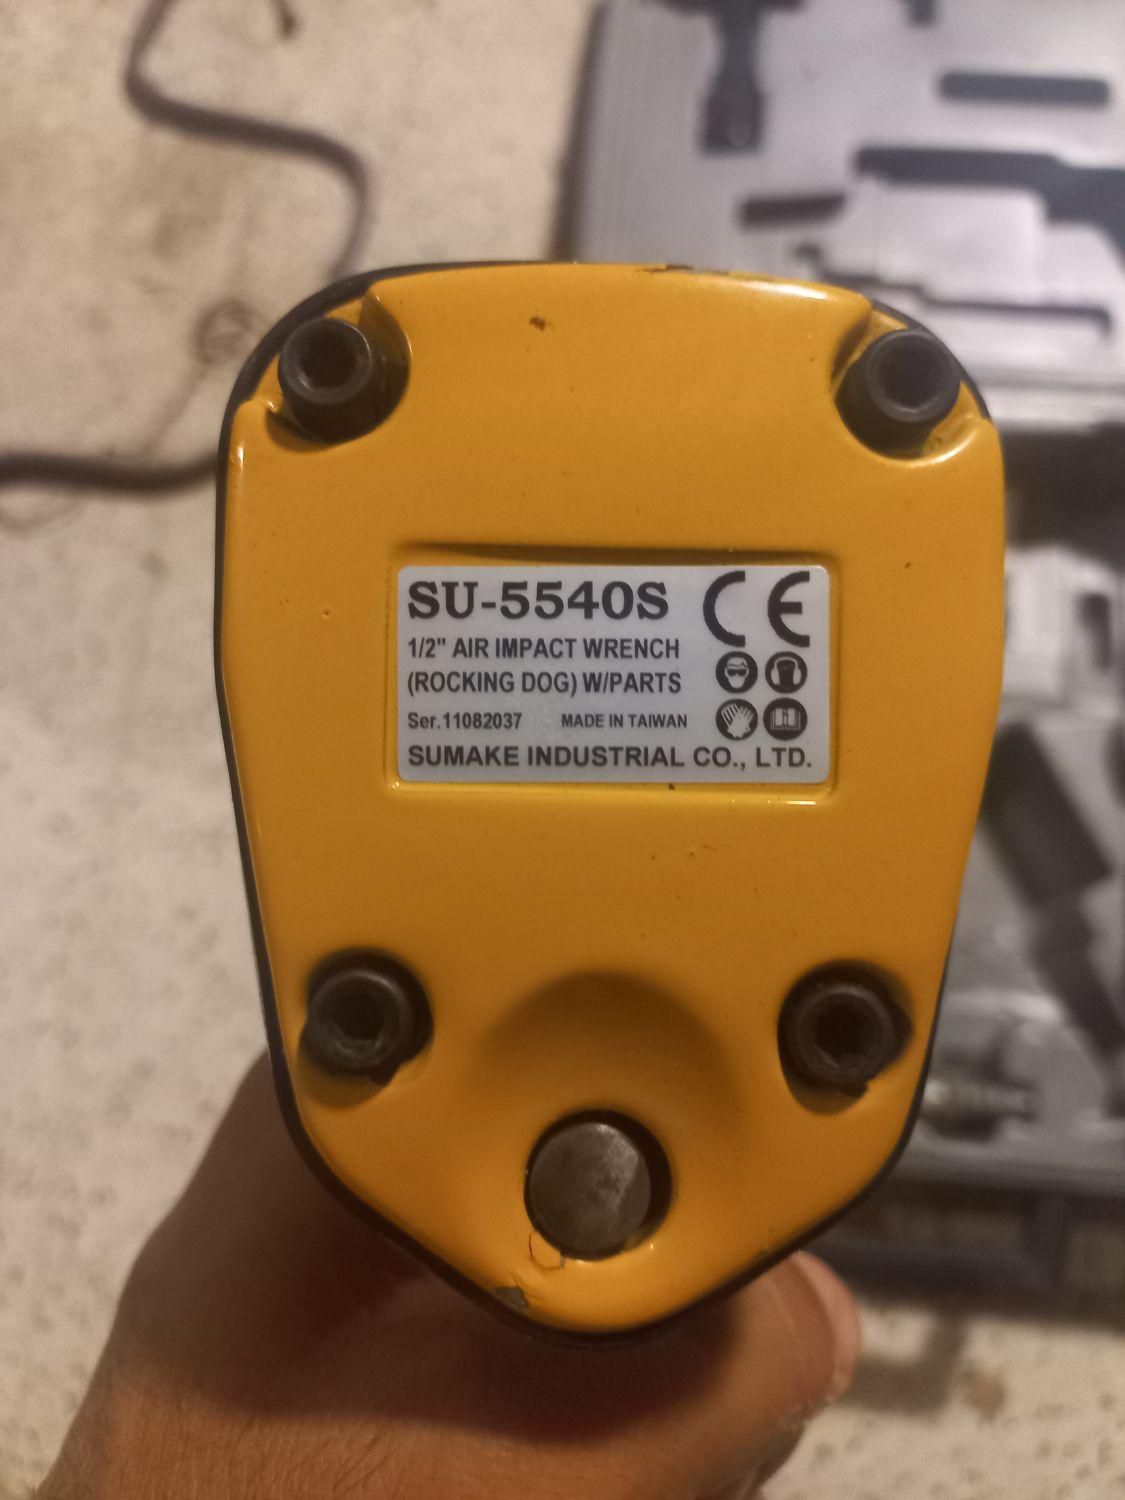 SU-5540S CE
1/2" AIR IMPACT WRENCH
(ROCKING DOG) W/PARTS
Ser.11082037 MADE IN TAIWAN
SUMAKE INDUSTRIAL CO., LTD.